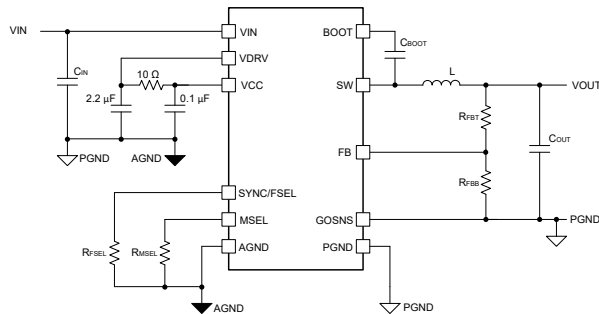 VIN
VIN
BOOT
CBOOT
VDRV
CIN
10 Ω
L
VCC
SW
VOUT
2.2 µF
0.1 µF
RFBT
COUT
PGND
AGND
FB
RFBB
SYNC/FSEL
MSEL
GOSNS
PGND
RFSEL
RMSEL
AGND
PGND
AGND
PGND